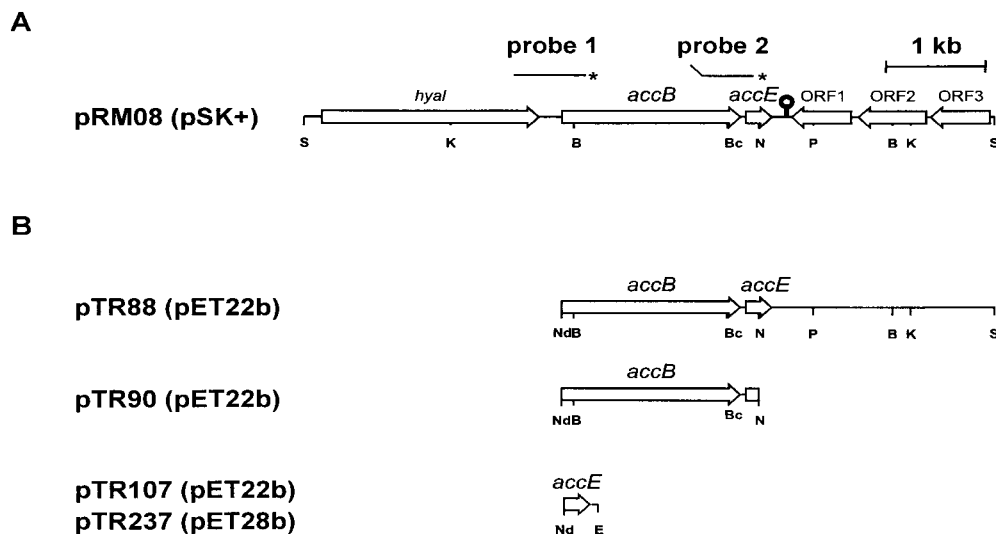 A
probe 1 probe 2 1 kb
hyaI accB accE ORF1 ORF2 ORF3
pRM08 (pSK+)
S K B Bc N P B K S
B
accB accE
pTR88 (pET22b)
NdB Bc N P B K S
accB
pTR90 (pET22b)
NdB Bc N
accE
pTR107 (pET22b)
pTR237 (pET28b)
Nd E